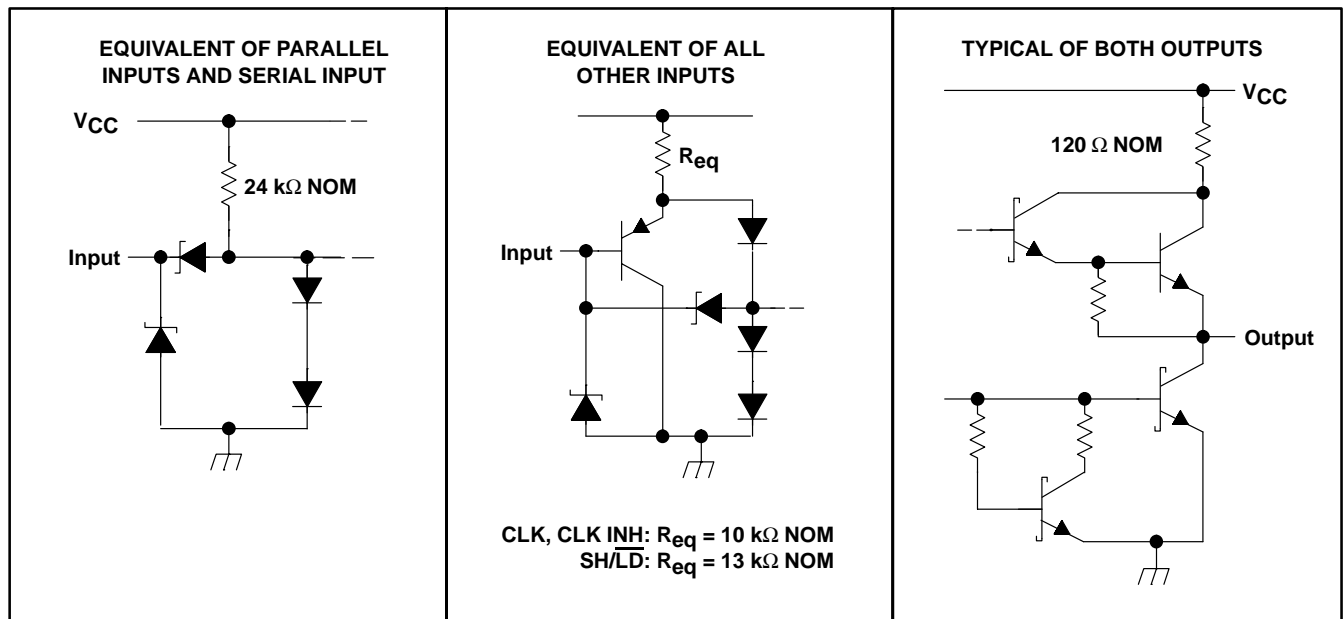 EQUIVALENT OF PARALLEL
INPUTS AND SERIAL INPUT
VCC
24 kΩ NOM
Input
EQUIVALENT OF ALL
OTHER INPUTS
Req
Input
CLK, CLK INH: Req = 10 kΩ NOM
SH/L̅D̅: Req = 13 kΩ NOM
TYPICAL OF BOTH OUTPUTS
VCC
120 Ω NOM
Output